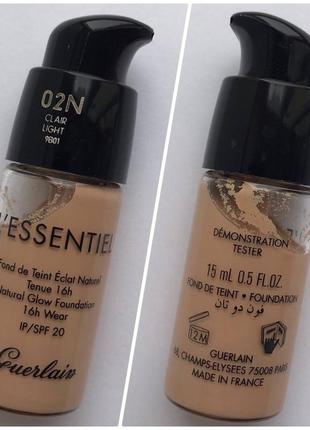 02N
CLAIR
LIGHT
9B01
L'ESSENTIEL
Fond de Teint Éclat Naturel
Tenue 16h
Natural Glow Foundation
16h Wear
IP/SPF 20
Guerlain
DÉMONSTRATION
TESTER
15 mL 0.5 FL.OZ.
FOND DE TEINT • FOUNDATION
فون دو تان
12M
GUERLAIN
68, CHAMPS-ELYSEES 75008 PARIS
MADE IN FRANCE